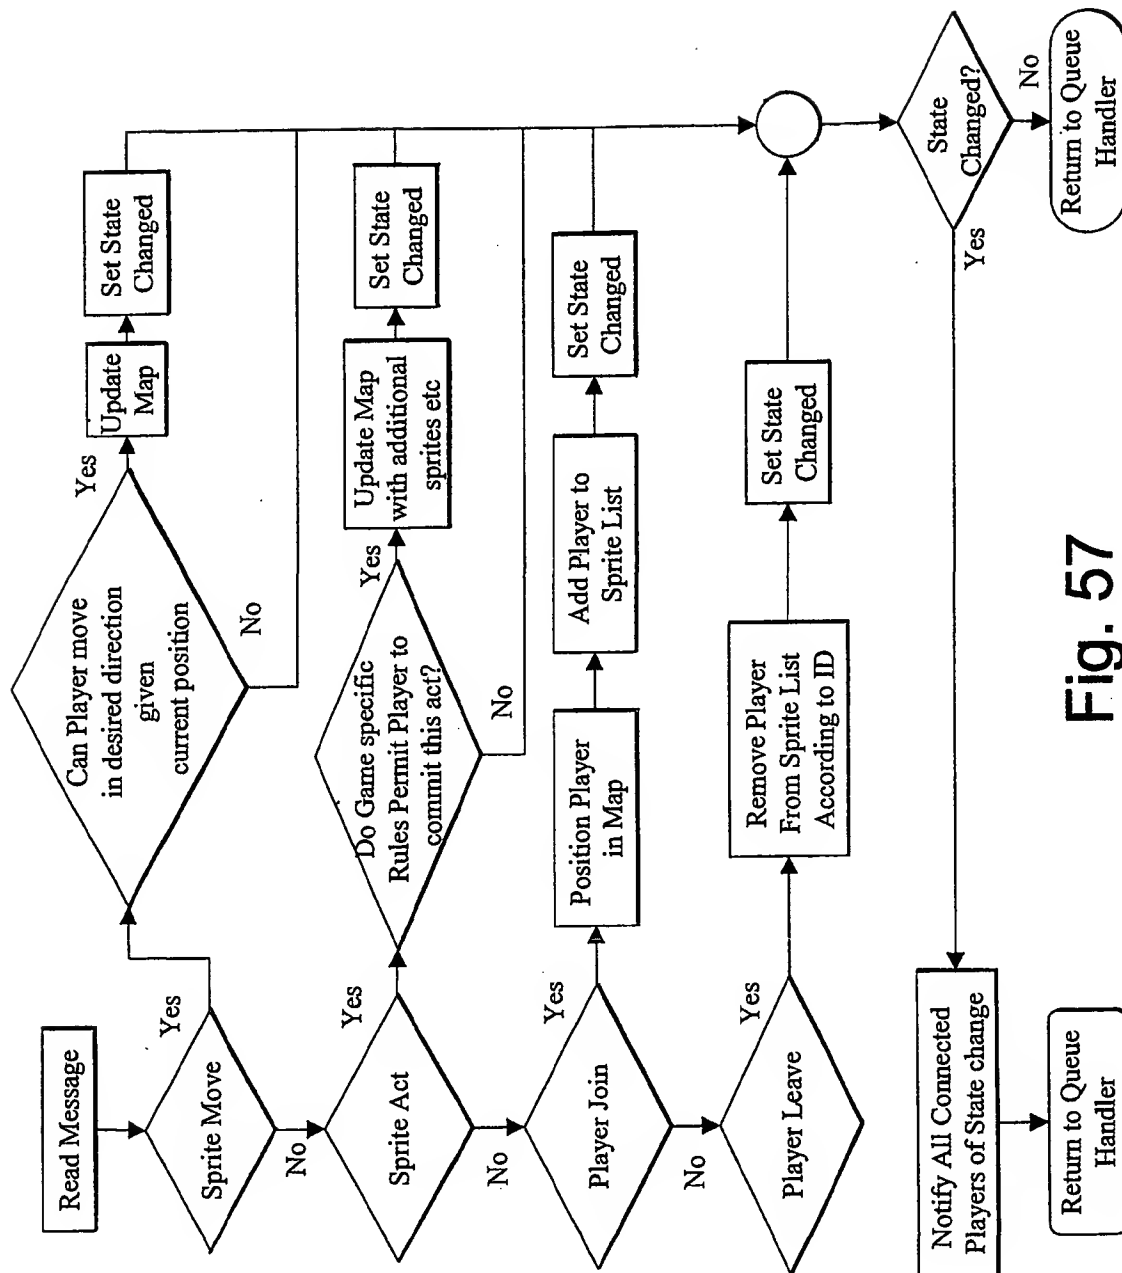 Read Message
Sprite Move
Yes
No
Can Player move
in desired direction
given
current position
Yes
No
Update
Map
Set State
Changed
Sprite Act
Yes
No
Do Game specific
Rules Permit Player to
commit this act?
Yes
No
Update Map
with additional
sprites etc
Set State
Changed
Player Join
Yes
No
Position Player
in Map
Add Player to
Sprite List
Set State
Changed
Player Leave
Yes
Remove Player
From Sprite List
According to ID
Set State
Changed
State
Changed?
Yes
No
Notify All Connected
Players of State change
Return to Queue
Handler
Return to Queue
Handler
Fig. 57